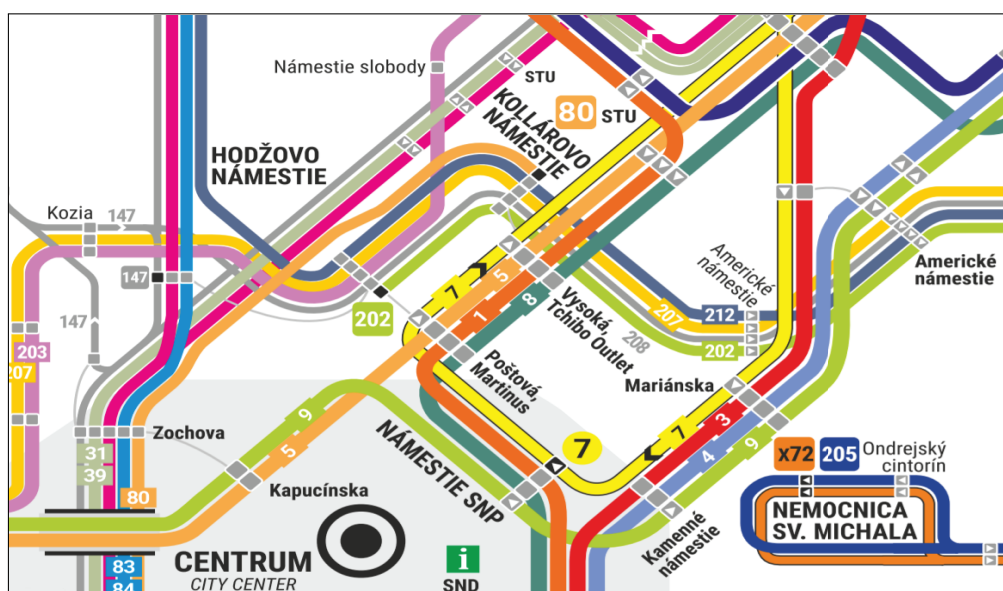 Námestie slobody
STU
KOLLÁROVO
NÁMESTIE
80 STU
HODŽOVO
NÁMESTIE
Kozia
147
147
147
202
7
5
1
8
Vysoká,
Tchibo Outlet
207
208
212
202
Americké
námestie
Americké
námestie
203
207
Poštová,
Martinus
Mariánska
Zochova
9
5
31
39
80
Kapucínska
NÁMESTIE SNP
7
7
3
4
9
Kamenné
námestie
x72 205 Ondrejský
cintorín
NEMOCNICA
SV. MICHALA
CENTRUM
CITY CENTER
i
SND
83
84